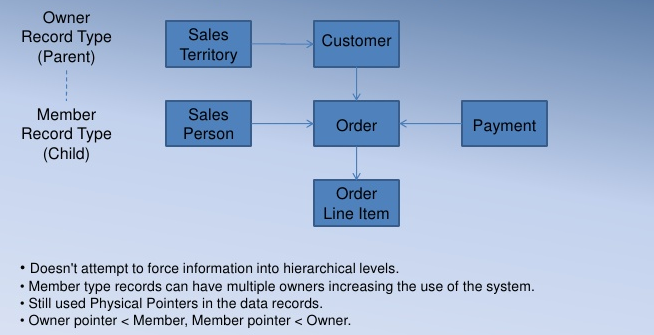 Owner
Record Type
(Parent)
Sales
Territory
Customer
Member
Record Type
(Child)
Sales
Person
Order
Payment
Order
Line Item
• Doesn't attempt to force information into hierarchical levels.
• Member type records can have multiple owners increasing the use of the system.
• Still used Physical Pointers in the data records.
• Owner pointer < Member, Member pointer < Owner.